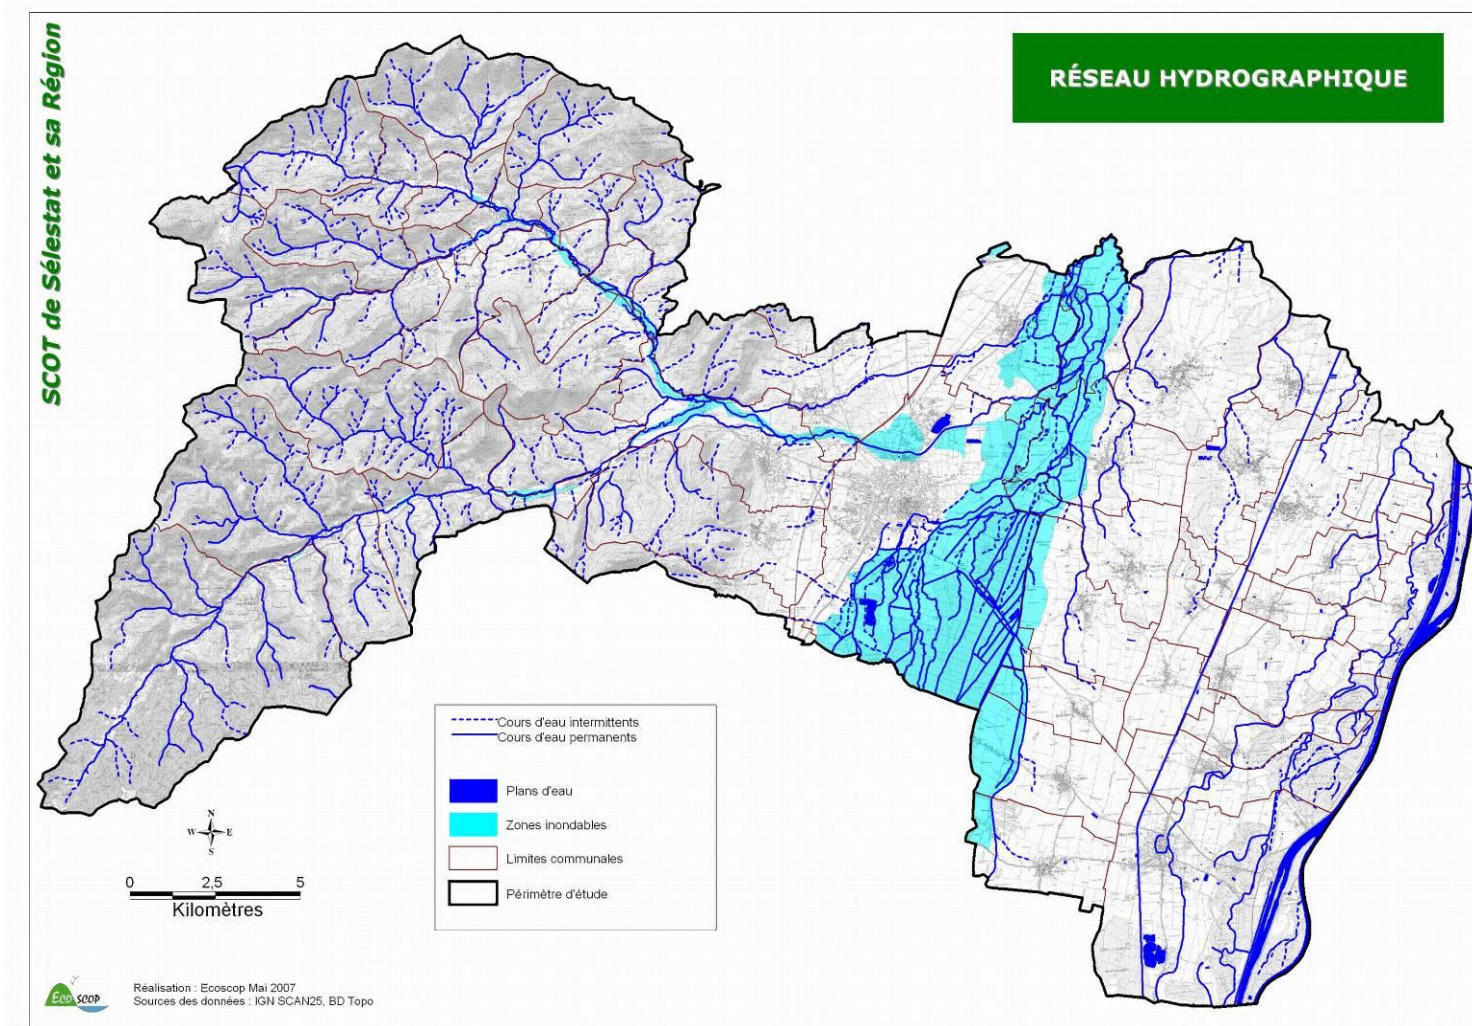 SCOT de Sélestat et sa Région
RÉSEAU HYDROGRAPHIQUE
Cours d'eau intermittents
Cours d'eau permanents
Plans d'eau
Zones inondables
Limites communales
Périmètre d'étude
N
W E
S
0 2,5 5
Kilomètres
ECO SCOP
Réalisation : Ecoscop Mai 2007
Sources des données : IGN SCAN25, BD Topo